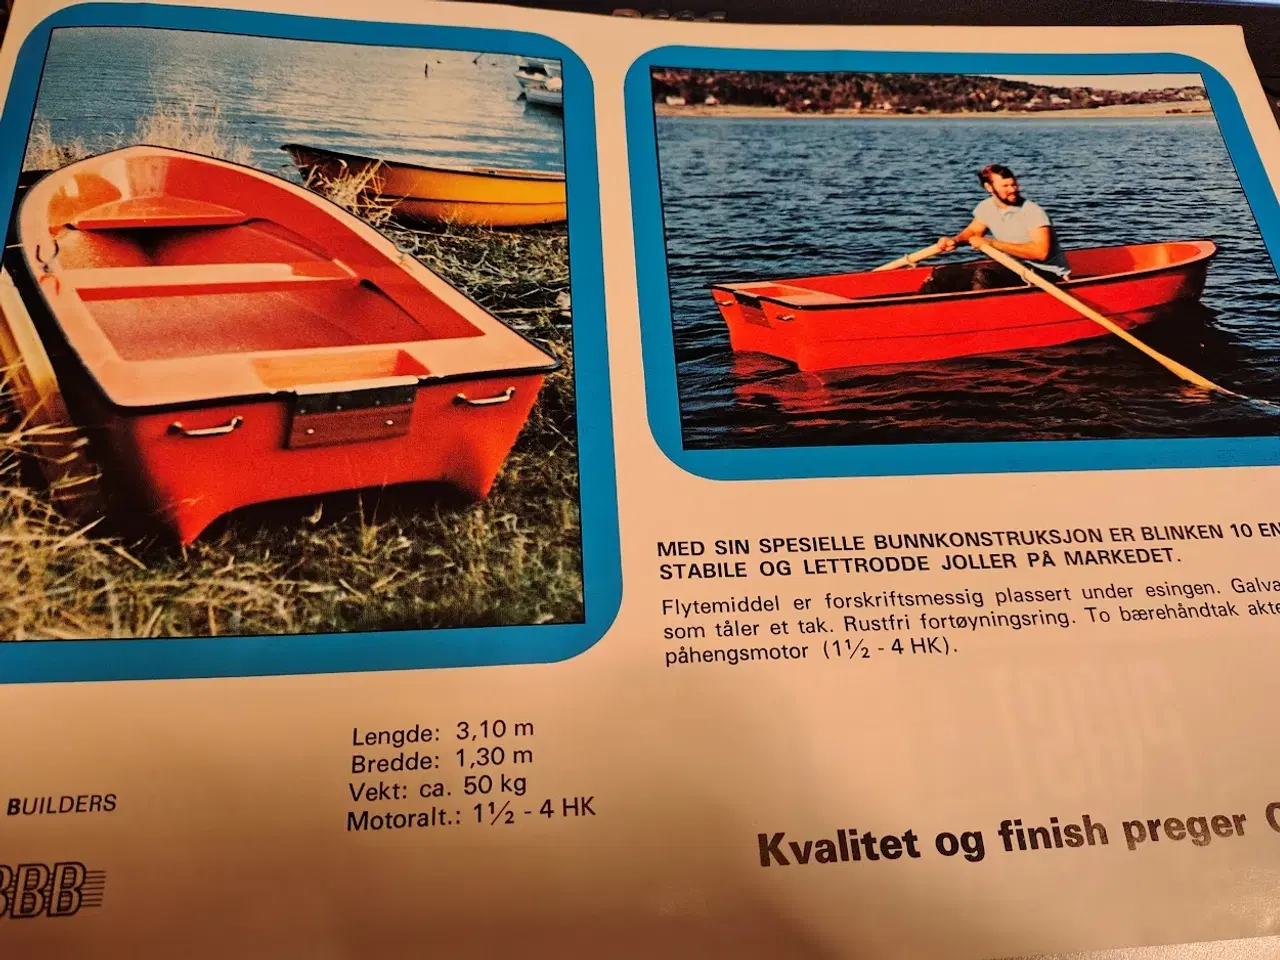 MED SIN SPESIELLE BUNNKONSTRUKSJON ER BLINKEN 10 EN
STABILE OG LETTRODDE JOLLER PÅ MARKEDET.
Flytemiddel er forskriftsmessig plassert under esingen. Galva
som tåler et tak. Rustfri fortøyningsring. To bærehåndtak akte
påhengsmotor (1½ - 4 HK).
Lengde: 3,10 m
Bredde: 1,30 m
Vekt: ca. 50 kg
Motoralt.: 1½ - 4 HK
BUILDERS
BBB
Kvalitet og finish preger